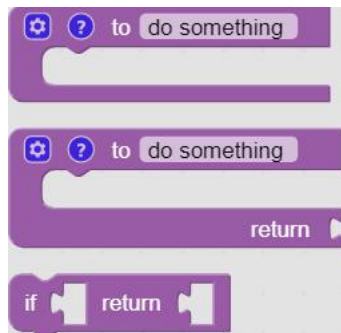 ? to do something
? to do something
return
if return